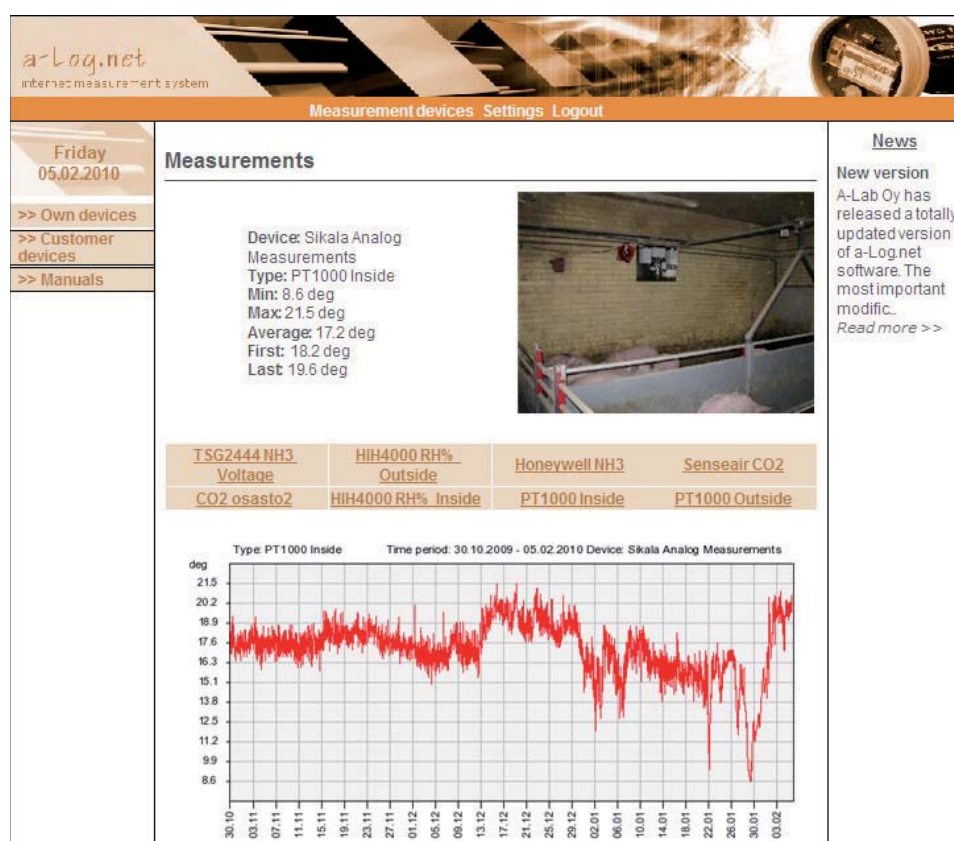 a-Log.net
internet measurement system
Measurement devices Settings Logout
Friday
05.02.2010
>> Own devices
>> Customer
devices
>> Manuals
Measurements
Device: Sikala Analog
Measurements
Type: PT1000 Inside
Min: 8.6 deg
Max: 21.5 deg
Average: 17.2 deg
First: 18.2 deg
Last: 19.6 deg
News
New version
A-Lab Oy has
released a totally
updated version
of a-Log.net
software. The
most important
modific...
Read more >>
TSG2444 NH3
Voltage
HIH4000 RH%
Outside
Honeywell NH3
Senseair CO2
CO2 osasto2
HIH4000 RH% Inside
PT1000 Inside
PT1000 Outside
Type: PT1000 Inside Time period: 30.10.2009 - 05.02.2010 Device: Sikala Analog Measurements
deg
21.5
20.2
18.9
17.6
16.3
15.1
13.8
12.5
11.2
9.9
8.6
30.10
03.11
07.11
11.11
15.11
19.11
23.11
27.11
01.12
05.12
09.12
13.12
17.12
21.12
25.12
29.12
02.01
06.01
10.01
14.01
18.01
22.01
26.01
30.01
03.02